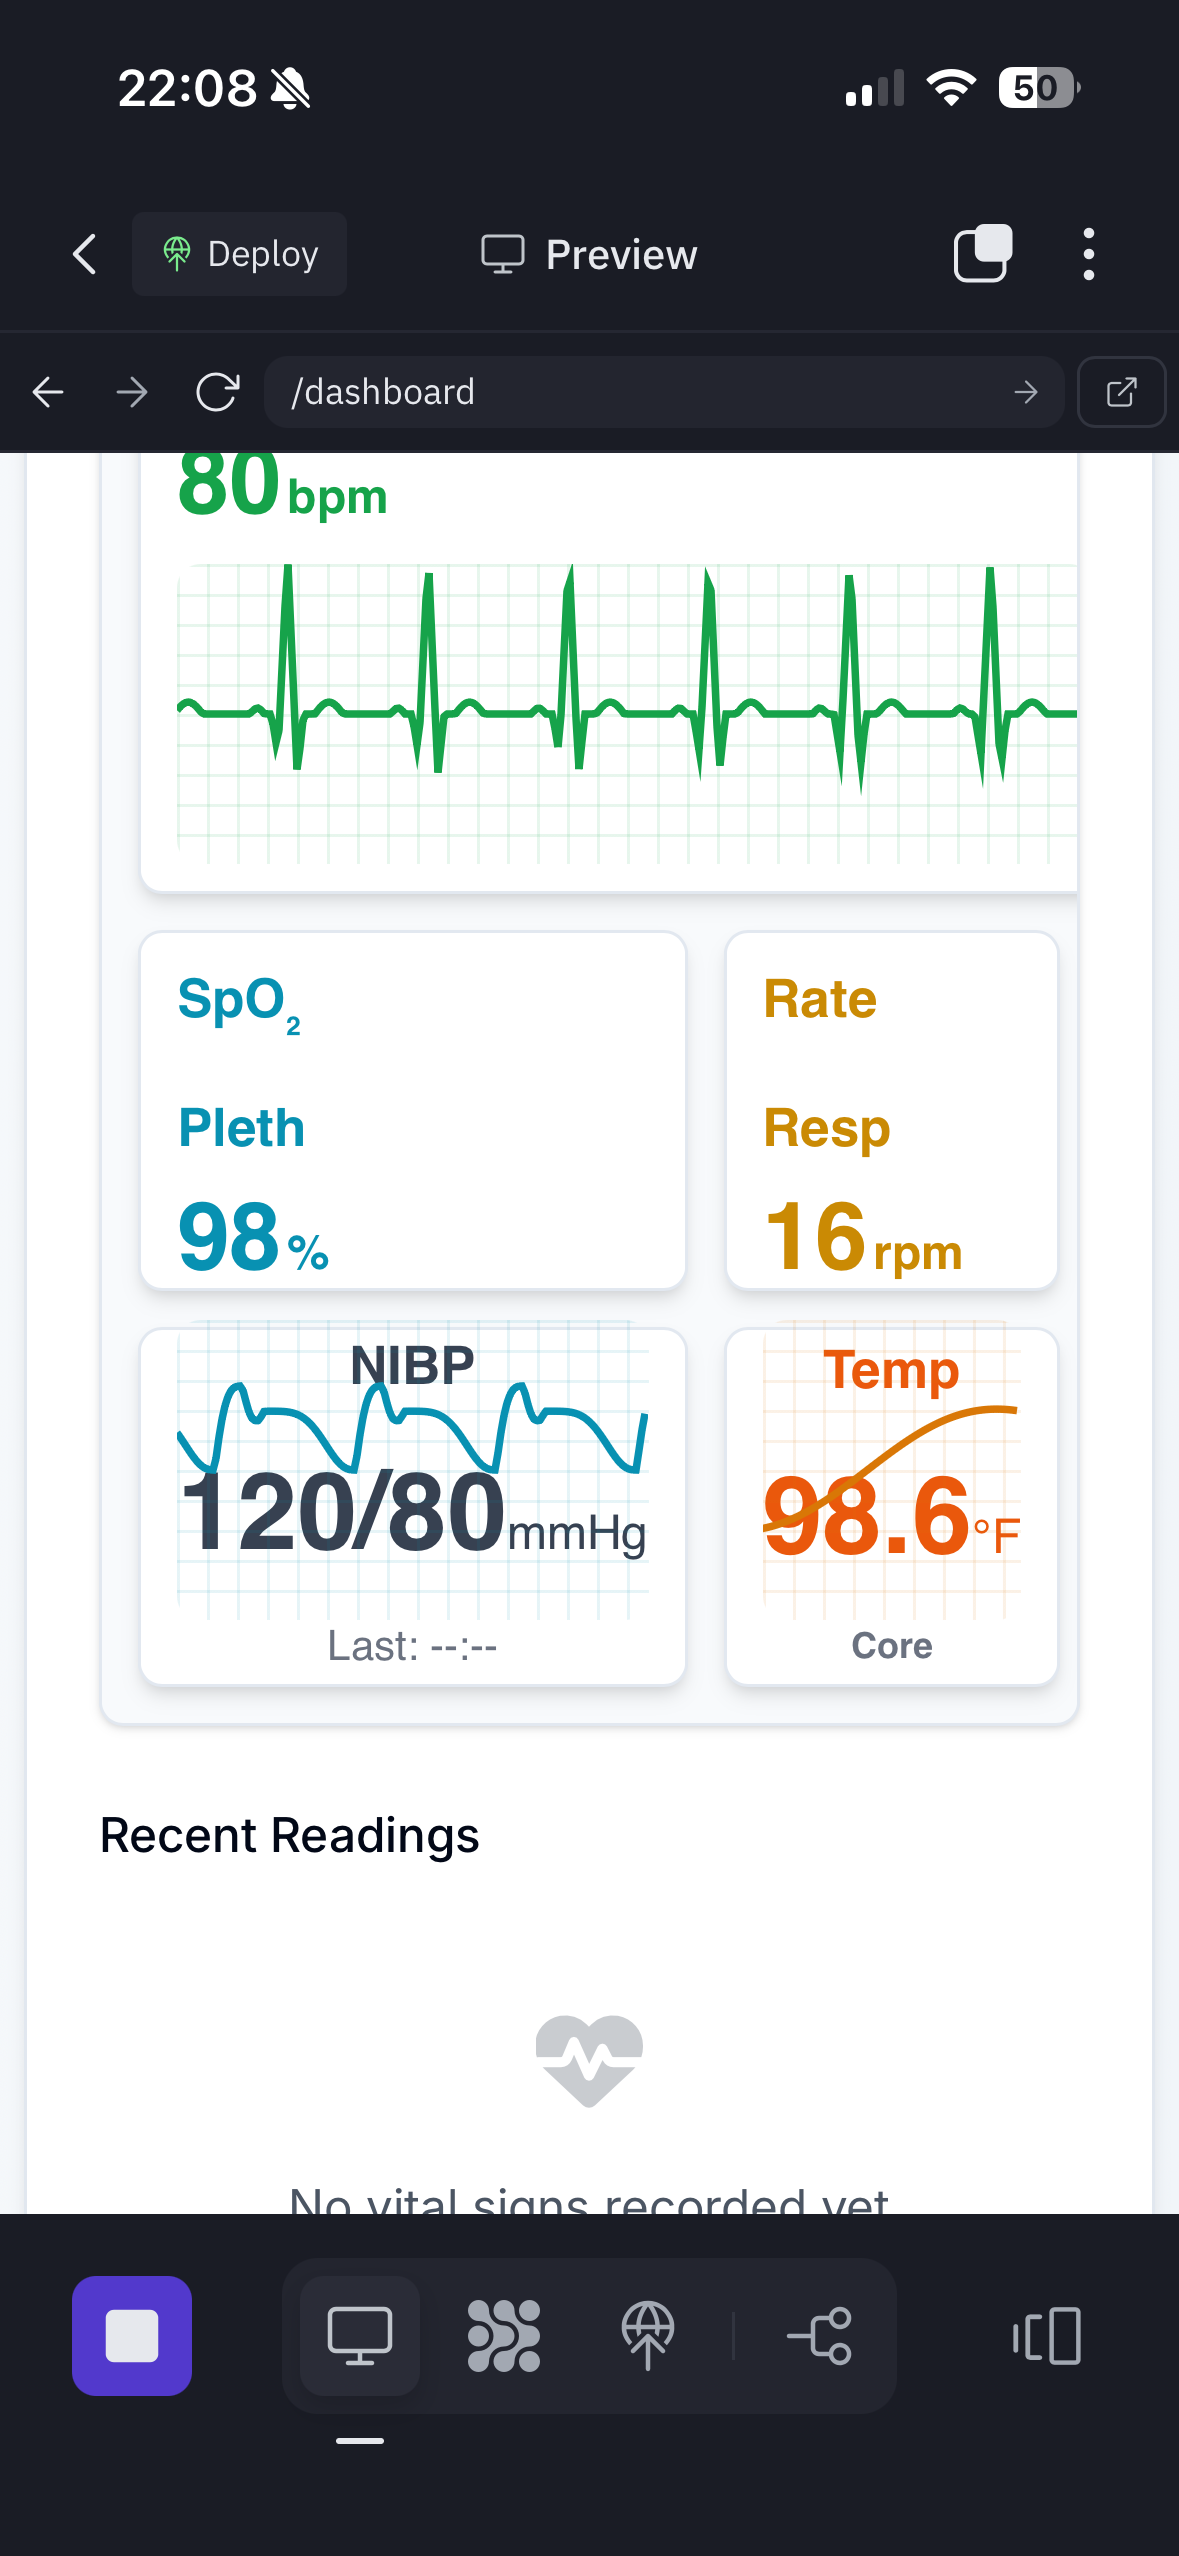 22:08
50
Deploy
Preview
/dashboard
80 bpm
SpO₂
Pleth
98 %
Rate
Resp
16 rpm
NIBP
120/80 mmHg
Last: --:--
Temp
98.6 °F
Core
Recent Readings
No vital signs recorded yet